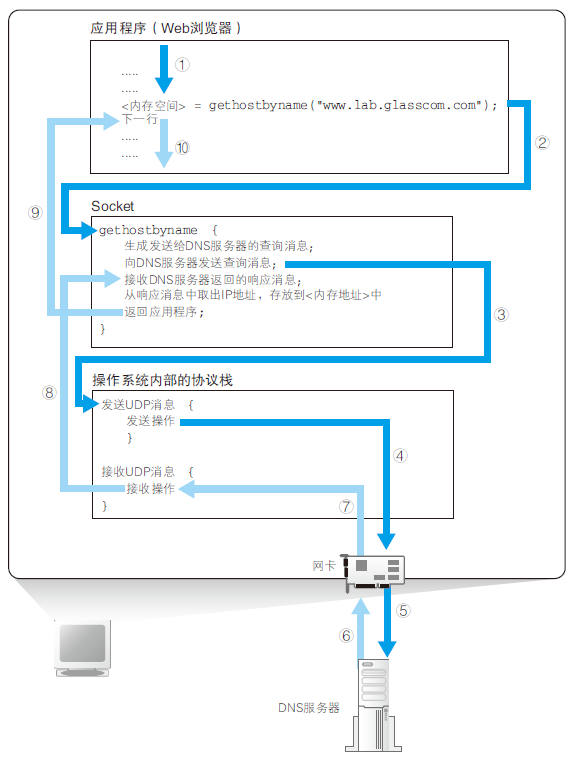 应用程序（Web浏览器）
①
.....
.....
<内存空间> = gethostbyname("www.lab.glasscom.com");
下一行
.....
.....
⑩
②
⑨
Socket
gethostbyname {
生成发送给DNS服务器的查询消息;
向DNS服务器发送查询消息;
接收DNS服务器返回的响应消息;
从响应消息中取出IP地址，存放到<内存地址>中
返回应用程序;
}
③
⑧
操作系统内部的协议栈
发送UDP消息 {
发送操作
}
④
接收UDP消息 {
接收操作
}
⑦
网卡
⑤
⑥
DNS服务器